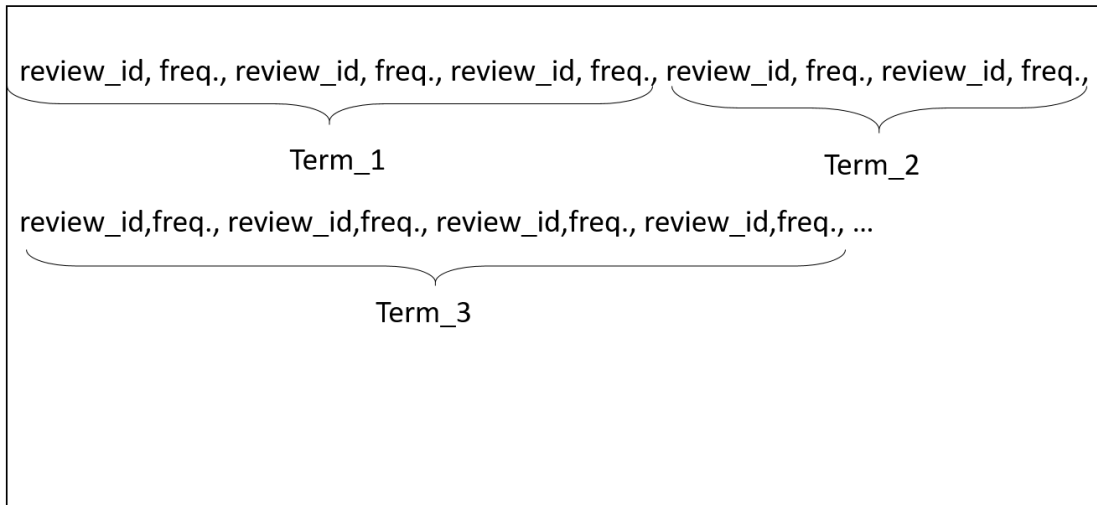 review_id, freq., review_id, freq., review_id, freq., review_id, freq., review_id, freq.,
Term_1 Term_2
review_id,freq., review_id,freq., review_id,freq., review_id,freq., ...
Term_3